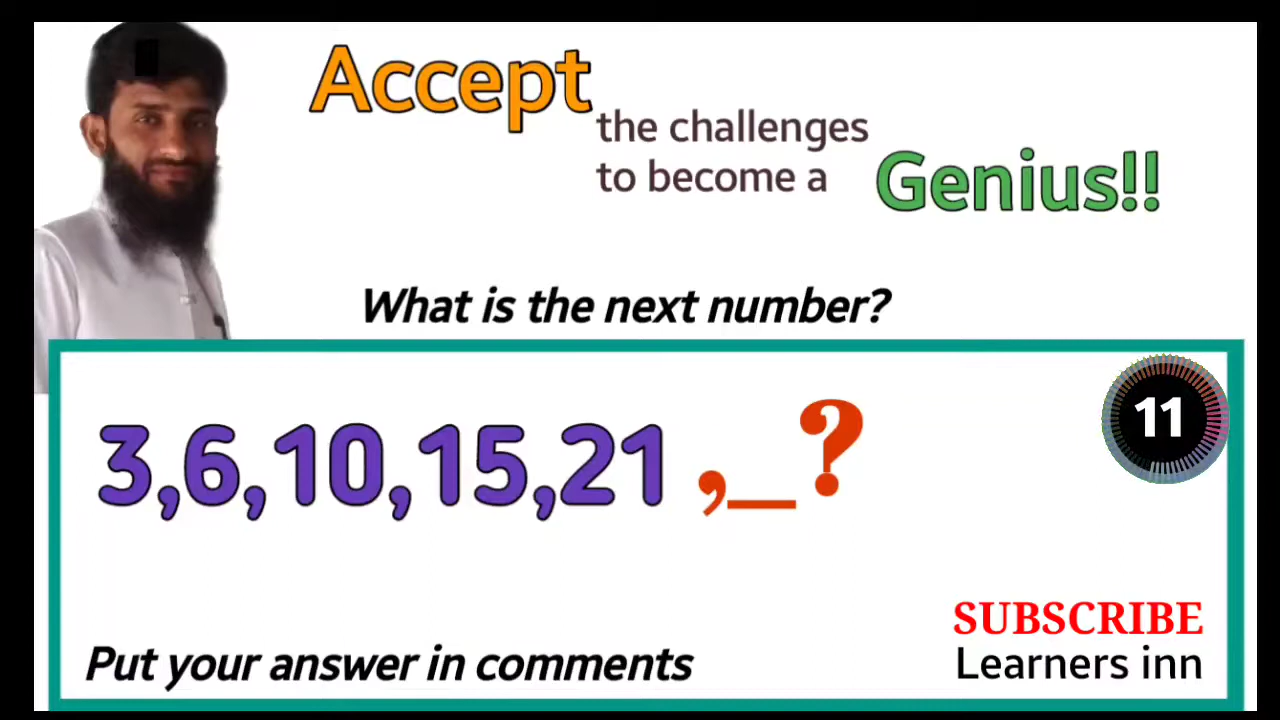 Accept
the challenges
to become a
Genius!!
What is the next number?
11
3,6,10,15,21 ,_?
SUBSCRIBE
Learners inn
Put your answer in comments